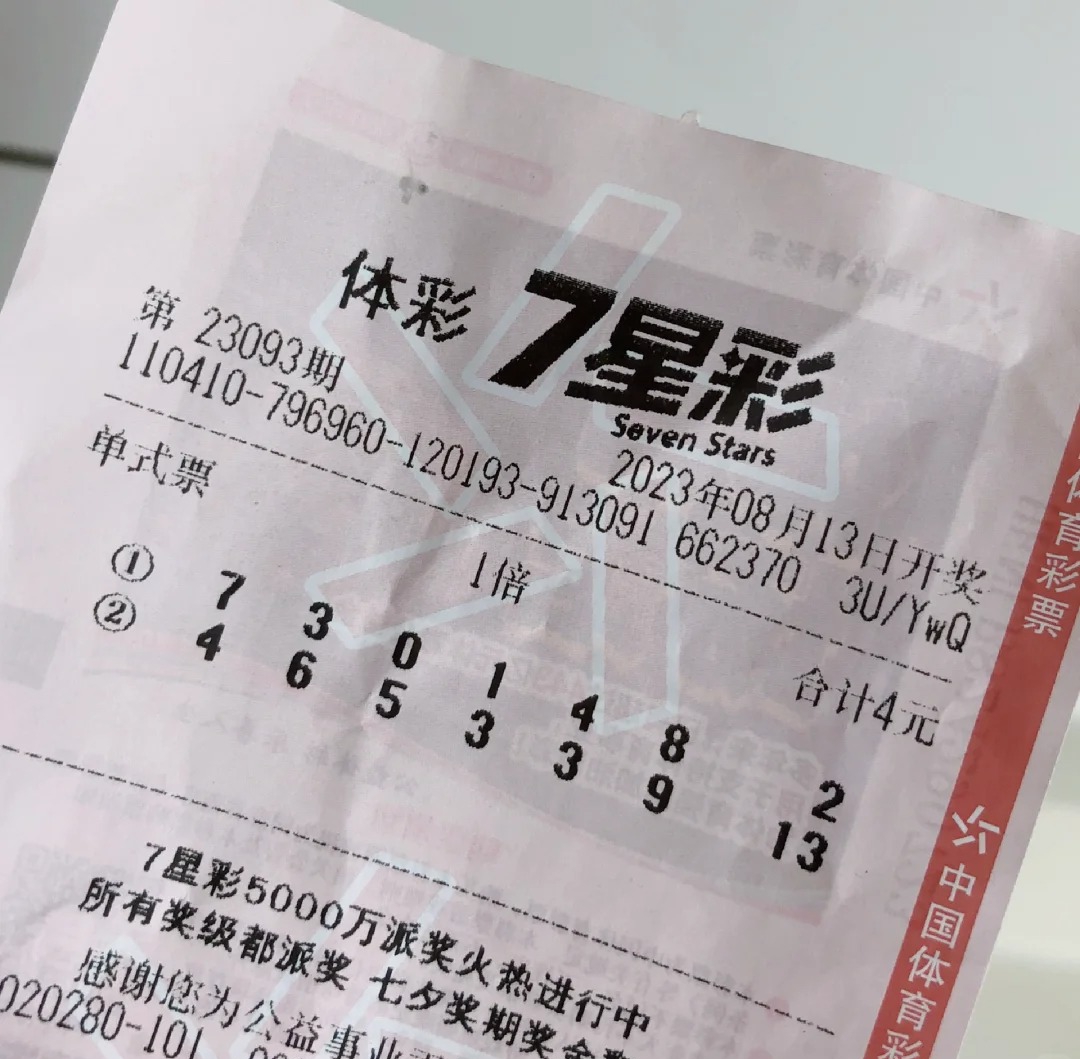 体彩 7星彩
Seven Stars
第 23093期
2023年08月13日开奖
110410-796960-120193-913091 662370 3U/YwQ
单式票
1倍
合计4元
① 7 3 0 1 4 8 2
② 4 6 5 3 3 9 13
7星彩5000万派奖火热进行中
所有奖级都派奖 七夕奖期奖金
感谢您为公益事业
020280-101
体育彩票
中国体育彩